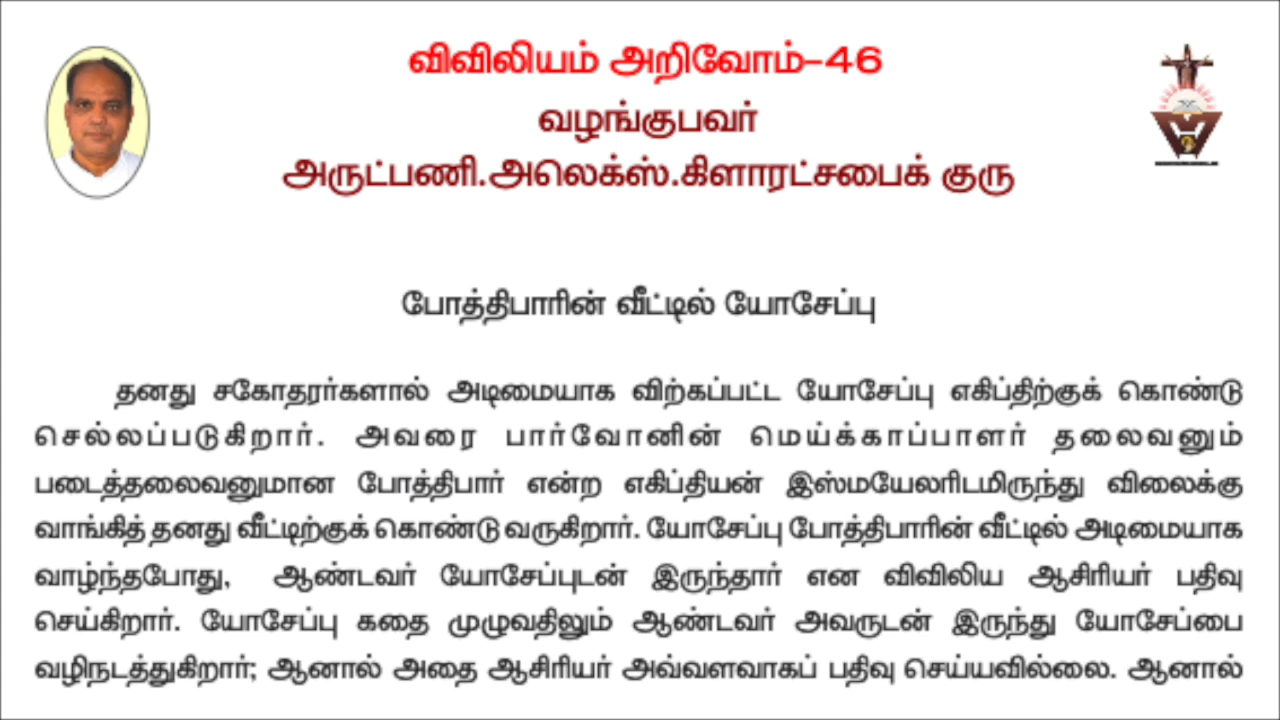 விவிலியம் அறிவோம்–46
வழங்குபவர்
அருட்பணி.அலெக்ஸ்.கிளாரட்சபைக் குரு
போத்திபாரின் வீட்டில் யோசேப்பு
தனது சகோதரர்களால் அடிமையாக விற்கப்பட்ட யோசேப்பு எகிப்திற்குக் கொண்டு
செல்லப்படுகிறார். அவரை பார்வோனின் மெய்க்காப்பாளர் தலைவனும்
படைத்தலைவனுமான போத்திபார் என்ற எகிப்தியன் இஸ்மயேலரிடமிருந்து விலைக்கு
வாங்கித் தனது வீட்டிற்குக் கொண்டு வருகிறார். யோசேப்பு போத்திபாரின் வீட்டில் அடிமையாக
வாழ்ந்தபோது, ஆண்டவர் யோசேப்புடன் இருந்தார் என விவிலிய ஆசிரியர் பதிவு
செய்கிறார். யோசேப்பு கதை முழுவதிலும் ஆண்டவர் அவருடன் இருந்து யோசேப்பை
வழிநடத்துகிறார்; ஆனால் அதை ஆசிரியர் அவ்வளவாகப் பதிவு செய்யவில்லை. ஆனால்